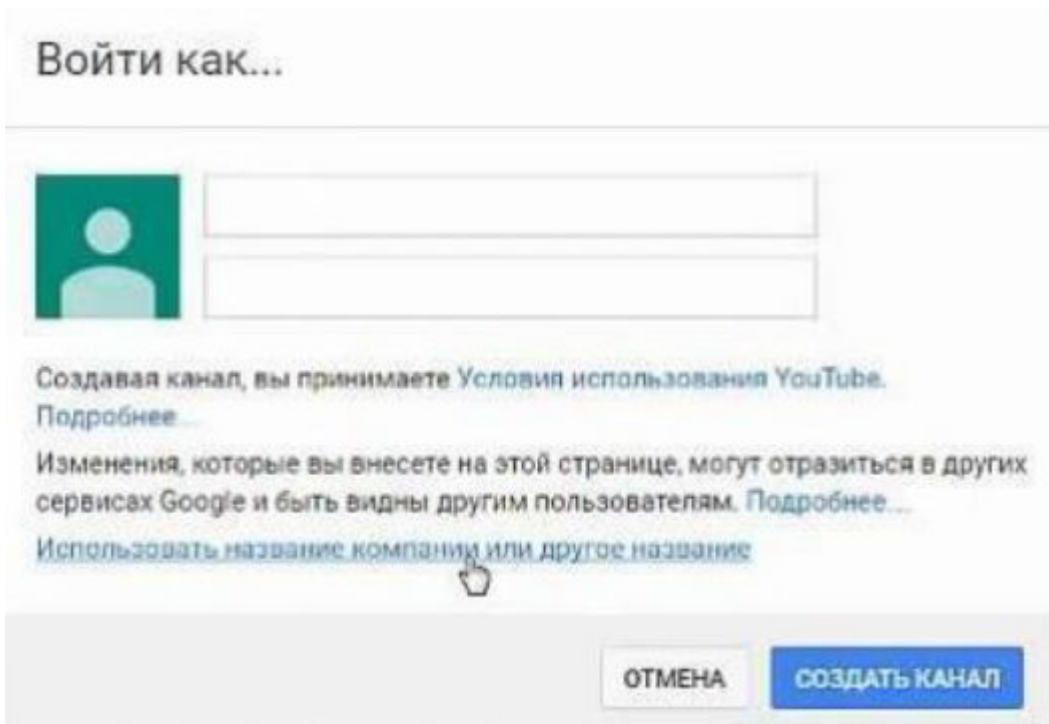 Войти как...
Создавая канал, вы принимаете Условия использования YouTube.
Подробнее...
Изменения, которые вы внесете на этой странице, могут отразиться в других
сервисах Google и быть видны другим пользователям. Подробнее...
Использовать название компании или другое название
ОТМЕНА
СОЗДАТЬ КАНАЛ